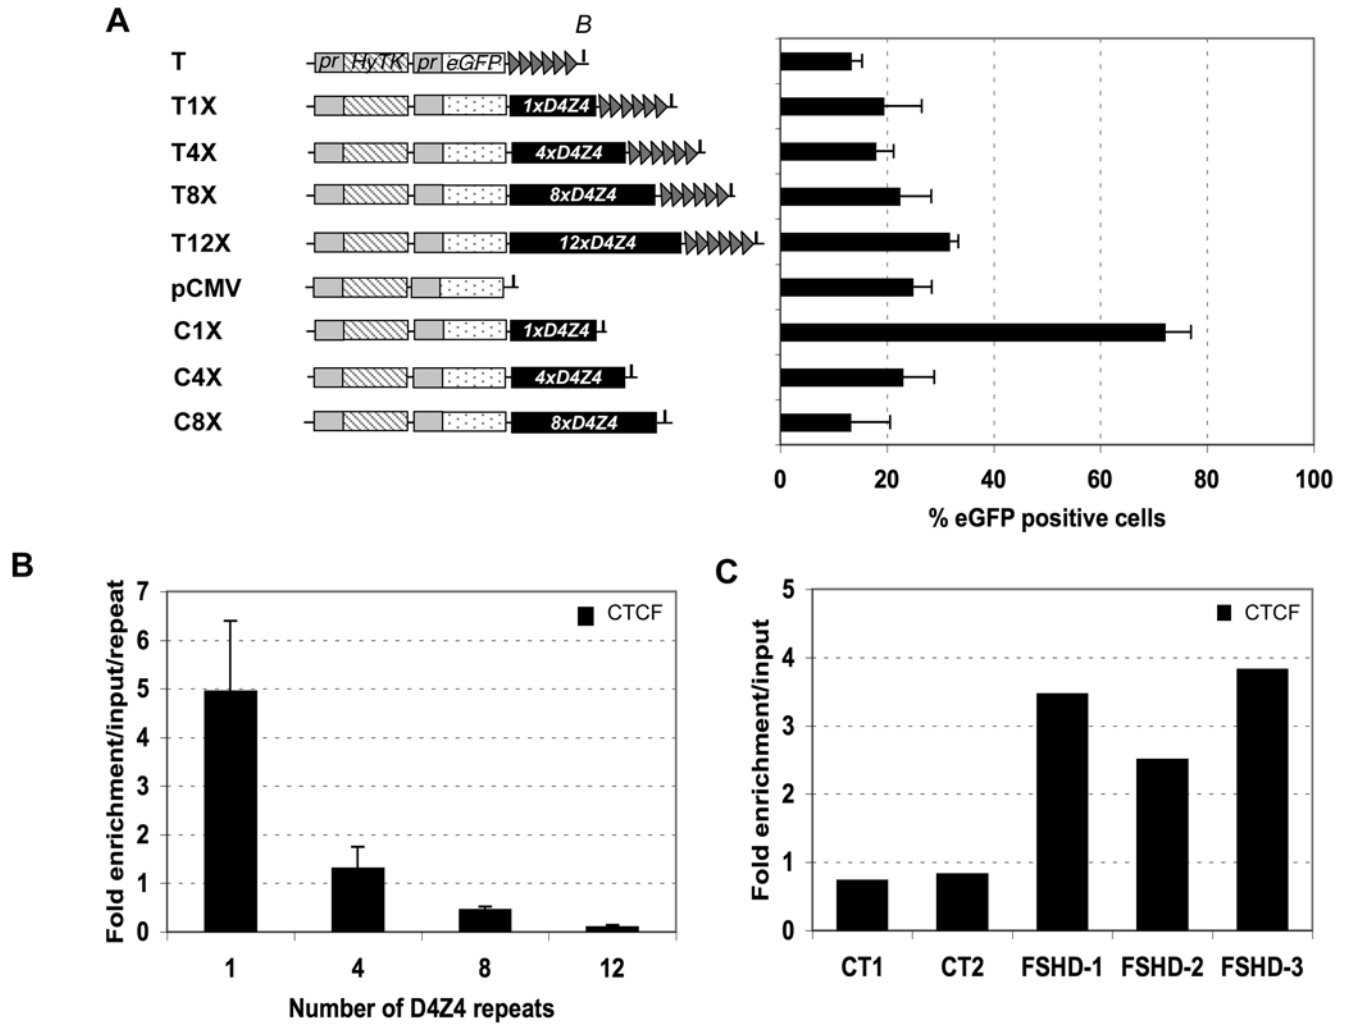 A
B
T pr HyTK pr eGFP
T1X 1xD4Z4
T4X 4xD4Z4
T8X 8xD4Z4
T12X 12xD4Z4
pCMV
C1X 1xD4Z4
C4X 4xD4Z4
C8X 8xD4Z4
0 20 40 60 80 100
% eGFP positive cells
B
Fold enrichment/input/repeat
7
6
5
4
3
2
1
0
CTCF
1 4 8 12
Number of D4Z4 repeats
C
Fold enrichment/input
5
4
3
2
1
0
CTCF
CT1 CT2 FSHD-1 FSHD-2 FSHD-3